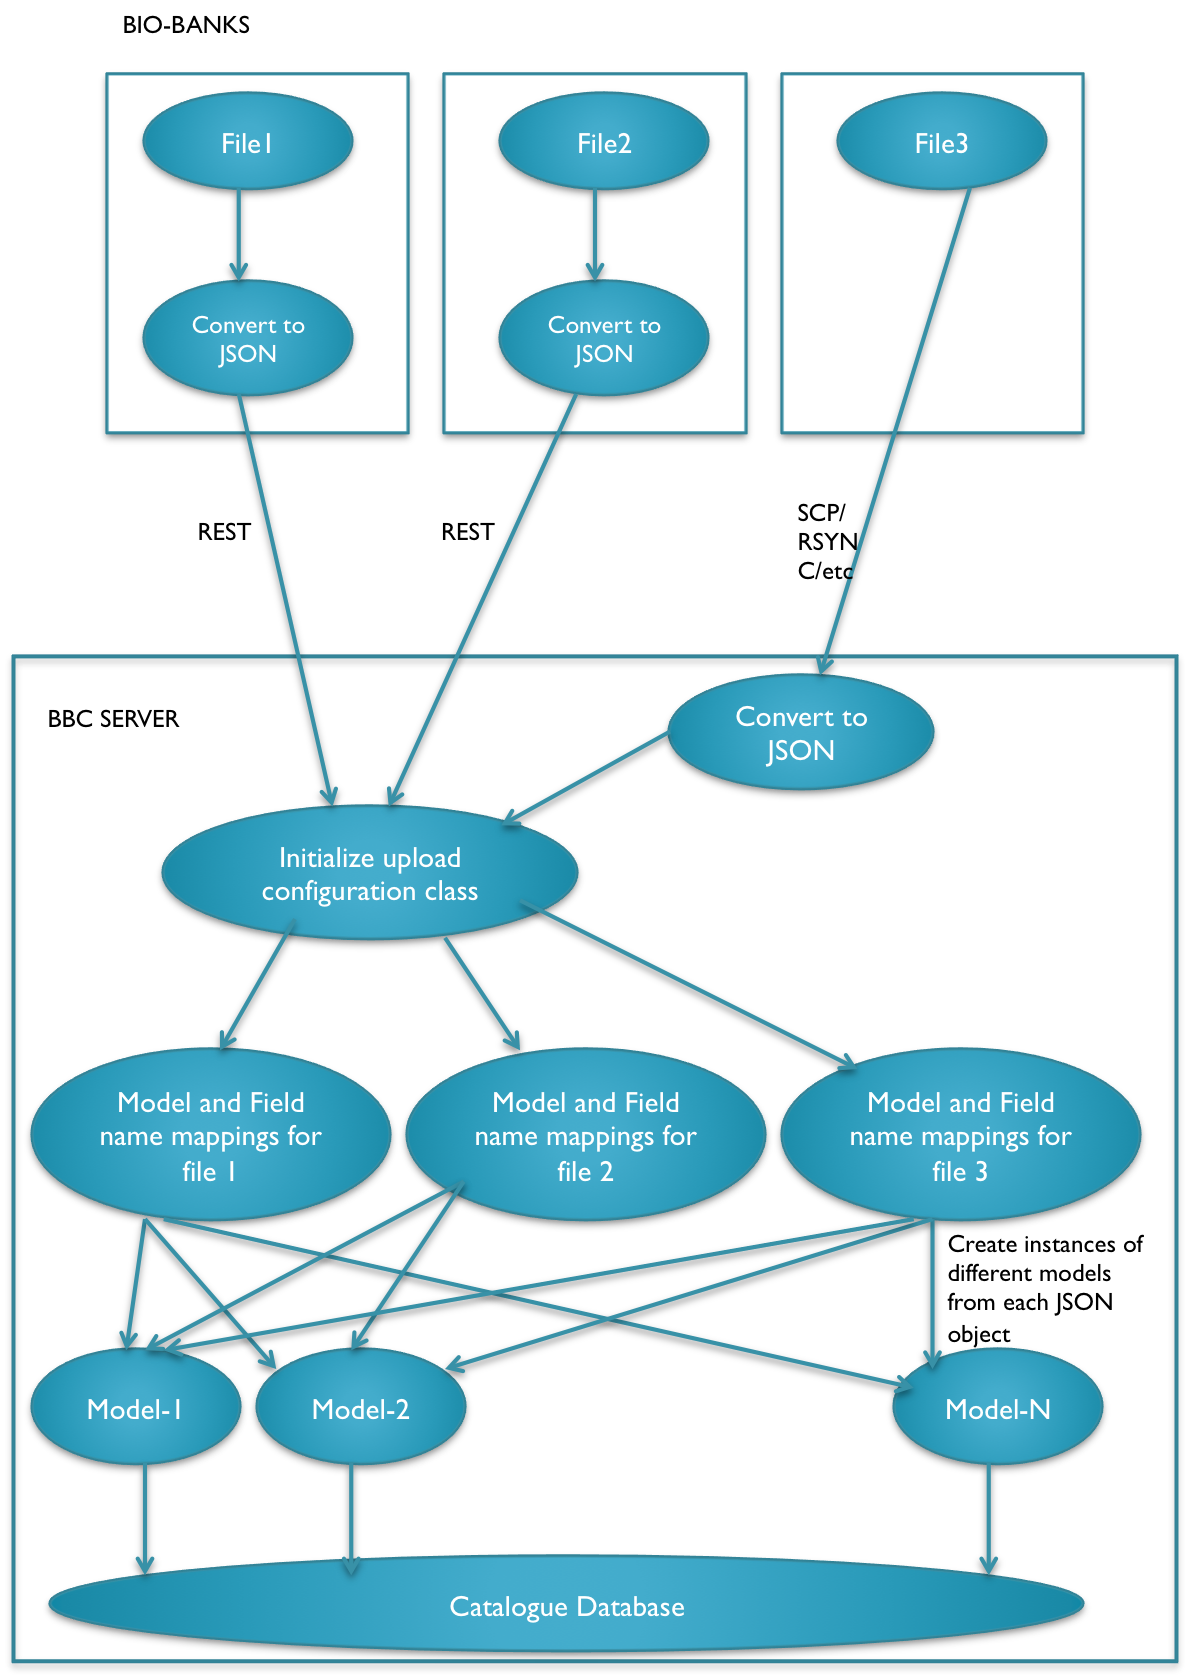 BIO-BANKS
File1
File2
File3
Convert to
JSON
Convert to
JSON
REST
REST
SCP/
RSYN
C/etc
BBC SERVER
Convert to
JSON
Initialize upload
configuration class
Model and Field
name mappings for
file 1
Model and Field
name mappings for
file 2
Model and Field
name mappings for
file 3
Create instances of
different models
from each JSON
object
Model-1
Model-2
Model-N
Catalogue Database